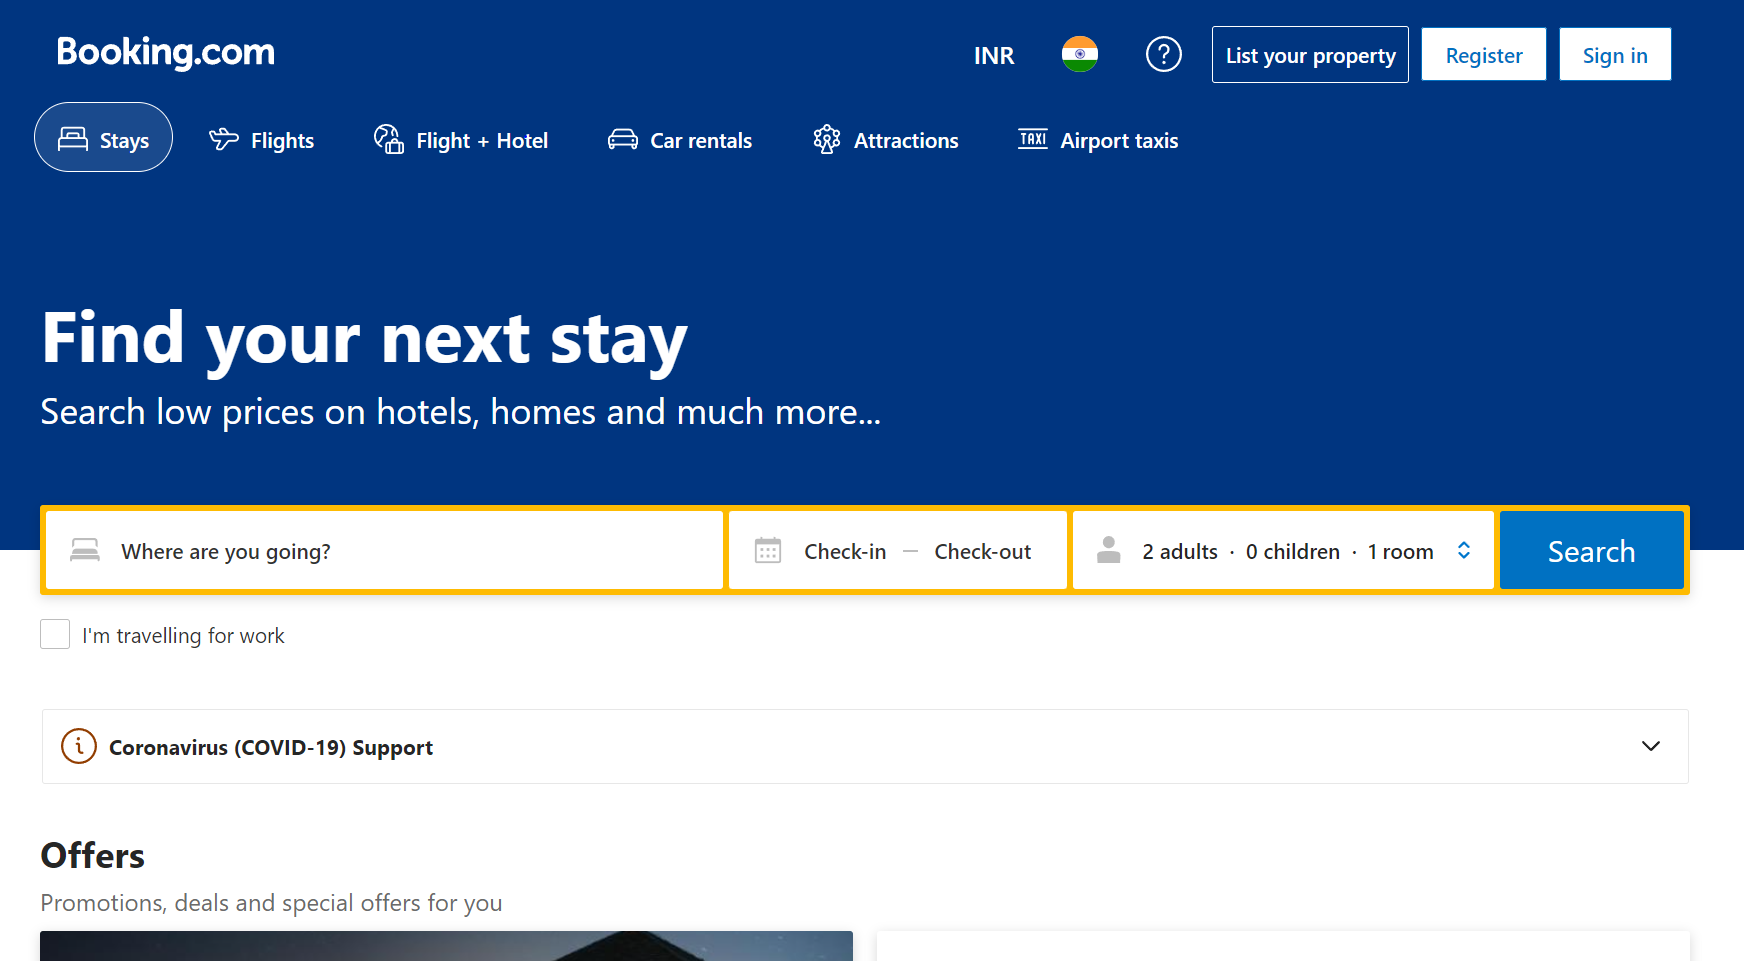 Booking.com
INR
?
List your property
Register
Sign in
Stays
Flights
Flight + Hotel
Car rentals
Attractions
TAXI
Airport taxis
Find your next stay
Search low prices on hotels, homes and much more...
Where are you going?
Check-in — Check-out
2 adults · 0 children · 1 room
Search
I'm travelling for work
i
Coronavirus (COVID-19) Support
Offers
Promotions, deals and special offers for you